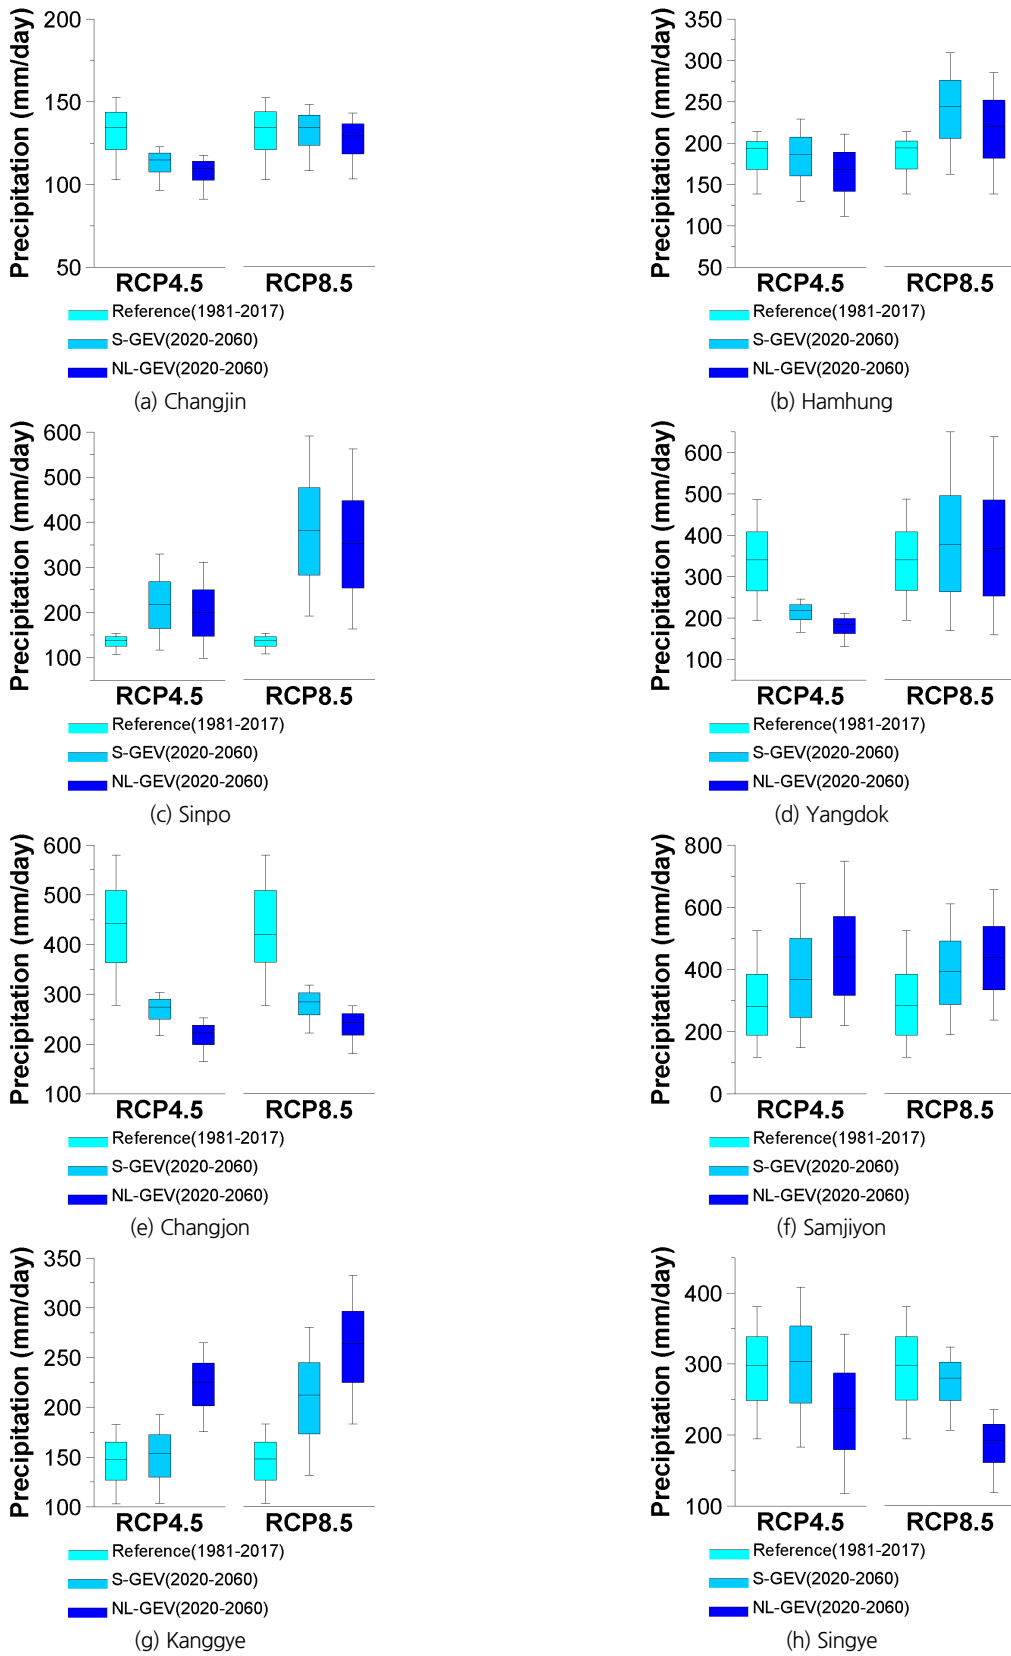 Precipitation (mm/day)
200
150
100
50
RCP4.5 RCP8.5
Reference(1981-2017)
S-GEV(2020-2060)
NL-GEV(2020-2060)
(a) Changjin
Precipitation (mm/day)
350
300
250
200
150
100
50
RCP4.5 RCP8.5
Reference(1981-2017)
S-GEV(2020-2060)
NL-GEV(2020-2060)
(b) Hamhung
Precipitation (mm/day)
600
500
400
300
200
100
RCP4.5 RCP8.5
Reference(1981-2017)
S-GEV(2020-2060)
NL-GEV(2020-2060)
(c) Sinpo
Precipitation (mm/day)
600
500
400
300
200
100
RCP4.5 RCP8.5
Reference(1981-2017)
S-GEV(2020-2060)
NL-GEV(2020-2060)
(d) Yangdok
Precipitation (mm/day)
600
500
400
300
200
100
RCP4.5 RCP8.5
Reference(1981-2017)
S-GEV(2020-2060)
NL-GEV(2020-2060)
(e) Changjon
Precipitation (mm/day)
800
600
400
200
0
RCP4.5 RCP8.5
Reference(1981-2017)
S-GEV(2020-2060)
NL-GEV(2020-2060)
(f) Samjiyon
Precipitation (mm/day)
350
300
250
200
150
100
RCP4.5 RCP8.5
Reference(1981-2017)
S-GEV(2020-2060)
NL-GEV(2020-2060)
(g) Kanggye
Precipitation (mm/day)
400
300
200
100
RCP4.5 RCP8.5
Reference(1981-2017)
S-GEV(2020-2060)
NL-GEV(2020-2060)
(h) Singye